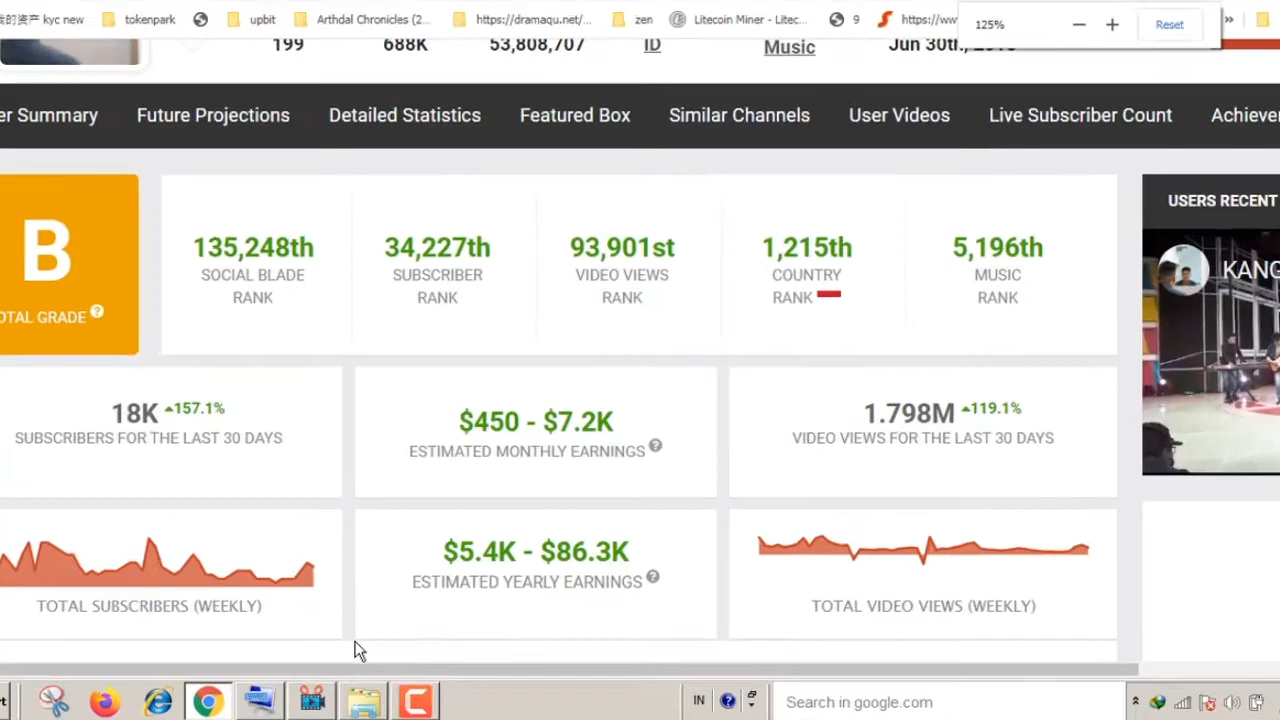 的资产 kyc new
tokenpark
upbit
Arthdal Chronicles (2...
https://dramaqu.net/...
zen
Litecoin Miner - Litec...
9
https://ww
»
125%
Reset
199
688K
53,808,707
ID
Music
er Summary
Future Projections
Detailed Statistics
Featured Box
Similar Channels
User Videos
Live Subscriber Count
Achieve
B
OTAL GRADE ?
135,248th
SOCIAL BLADE
RANK
34,227th
SUBSCRIBER
RANK
93,901st
VIDEO VIEWS
RANK
1,215th
COUNTRY
RANK
5,196th
MUSIC
RANK
USERS RECENT
KANG
18K 157.1%
SUBSCRIBERS FOR THE LAST 30 DAYS
$450 - $7.2K
ESTIMATED MONTHLY EARNINGS ?
1.798M 119.1%
VIDEO VIEWS FOR THE LAST 30 DAYS
TOTAL SUBSCRIBERS (WEEKLY)
$5.4K - $86.3K
ESTIMATED YEARLY EARNINGS ?
TOTAL VIDEO VIEWS (WEEKLY)
rt
IN
Search in google.com